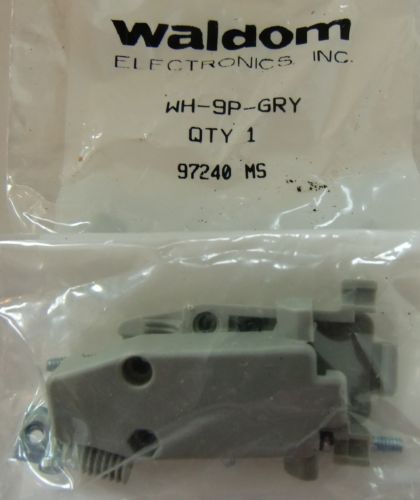 Waldom
ELECTRONICS INC.
WH-9P-GRY
QTY 1
97240 MS